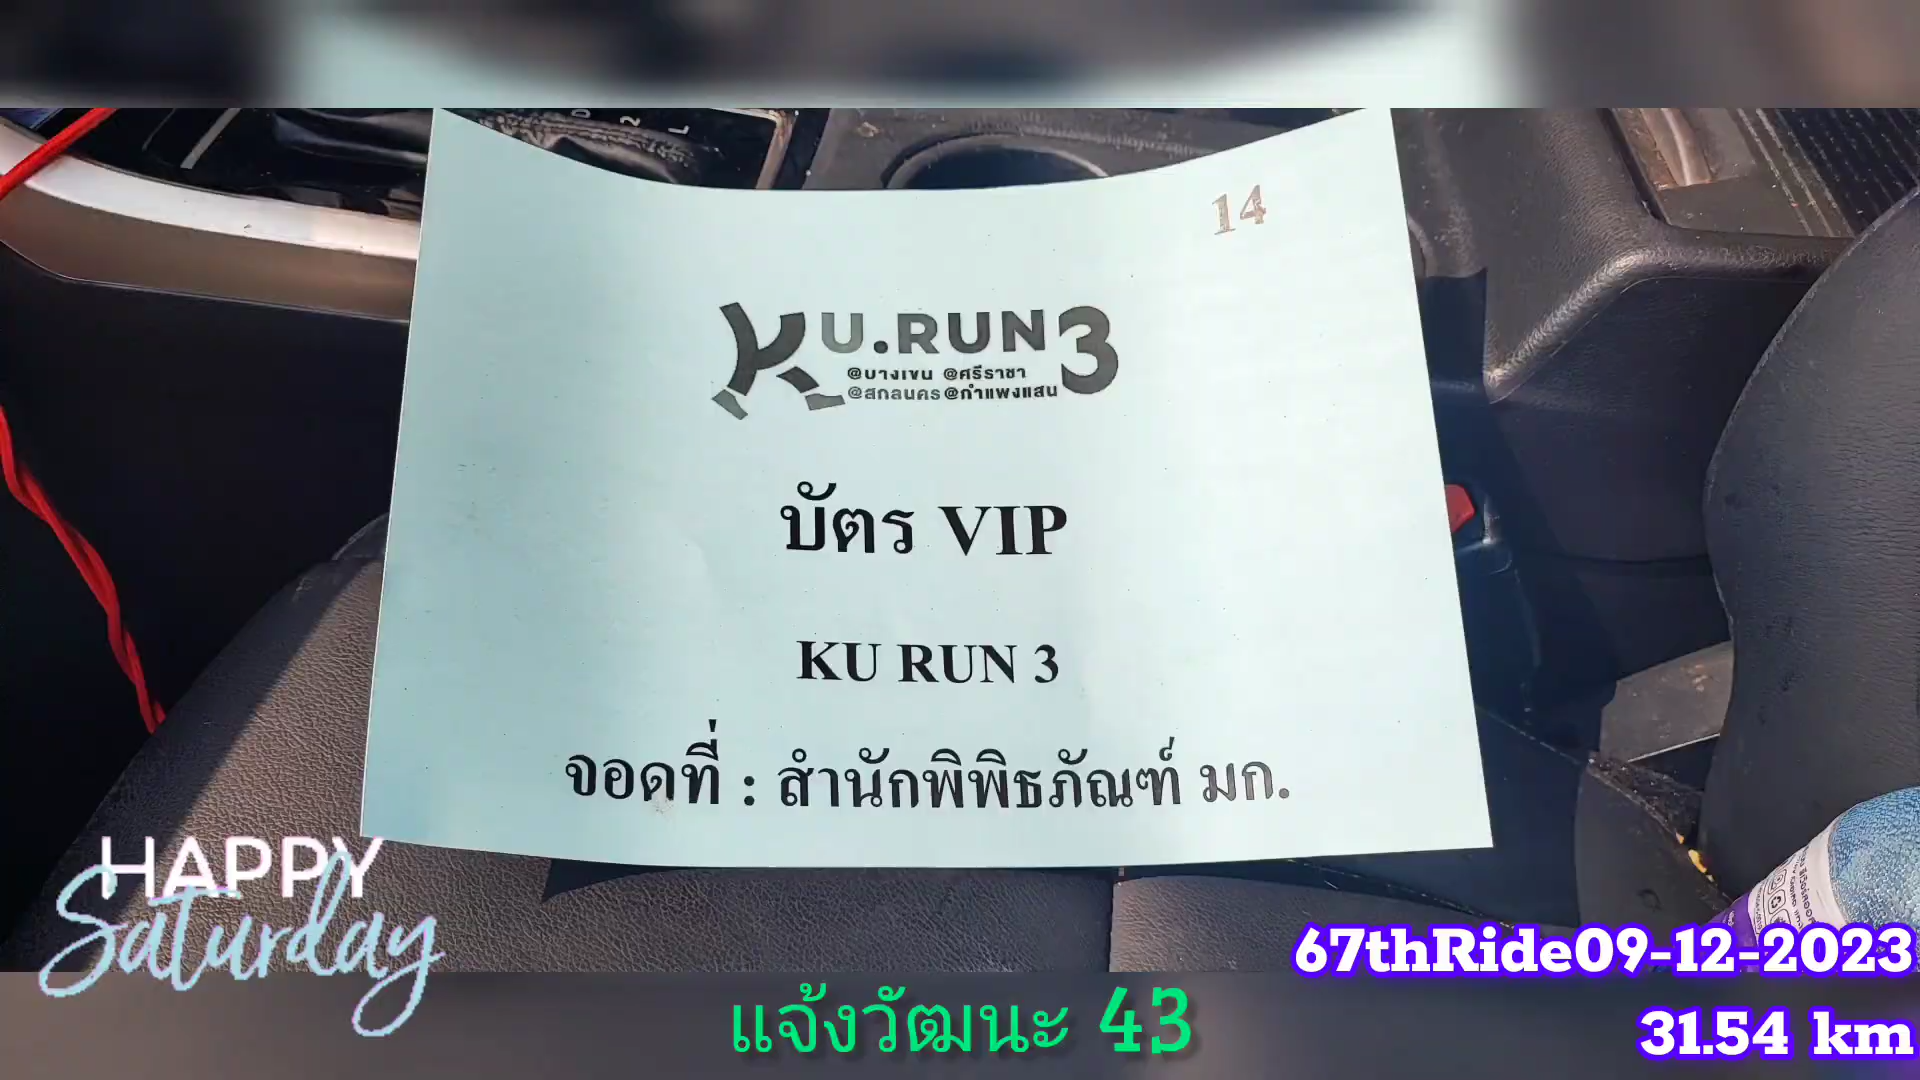 14
KU.RUN 3
@บางเขน @ศรีราชา
@สกลนคร @กำแพงแสน
บัตร VIP
KU RUN 3
จอดที่ : สำนักพิพิธภัณฑ์ มก.
HAPPY
Saturday
67thRide09-12-2023
31.54 km
แจ้งวัฒนะ 43